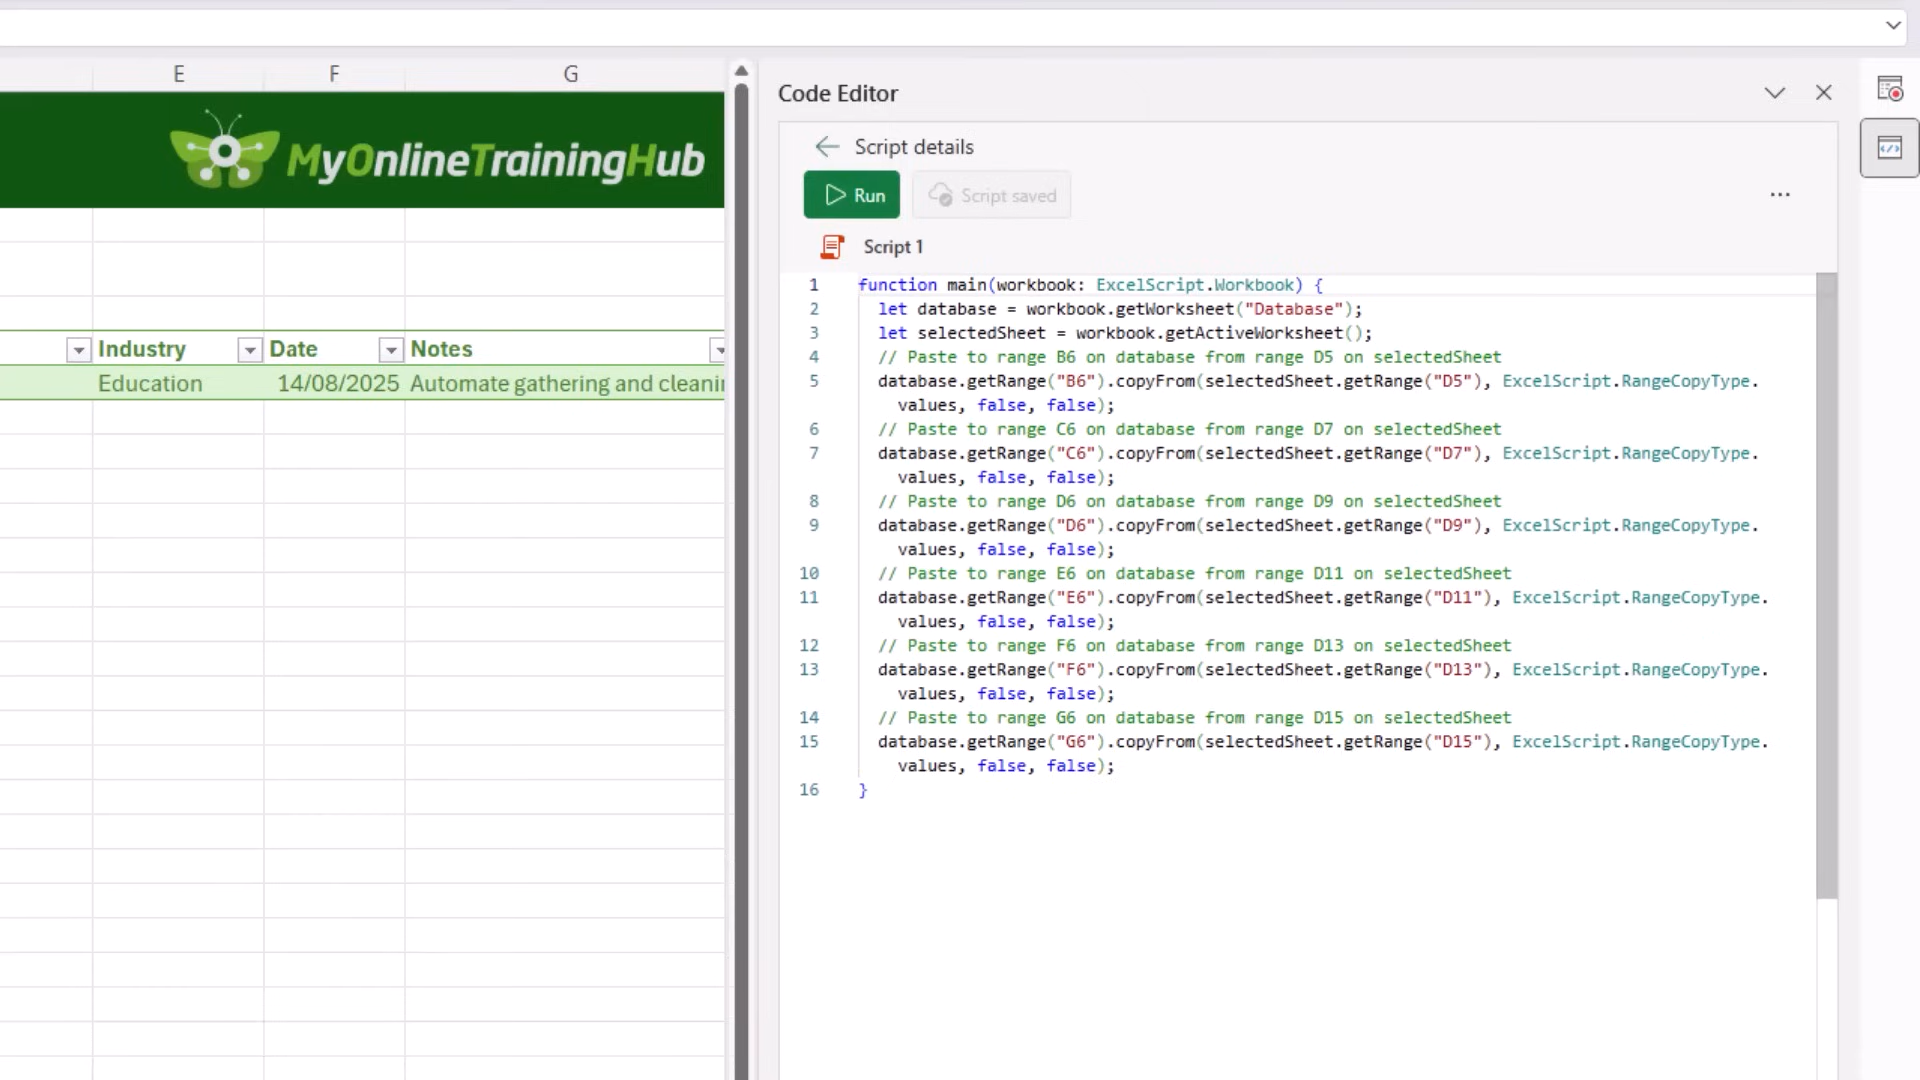 E F G
MyOnlineTrainingHub
Industry Date Notes
Education 14/08/2025 Automate gathering and cleanin
Code Editor
Script details
Run Script saved
Script 1
1 function main(workbook: ExcelScript.Workbook) {
2 let database = workbook.getWorksheet("Database");
3 let selectedSheet = workbook.getActiveWorksheet();
4 // Paste to range B6 on database from range D5 on selectedSheet
5 database.getRange("B6").copyFrom(selectedSheet.getRange("D5"), ExcelScript.RangeCopyType.
values, false, false);
6 // Paste to range C6 on database from range D7 on selectedSheet
7 database.getRange("C6").copyFrom(selectedSheet.getRange("D7"), ExcelScript.RangeCopyType.
values, false, false);
8 // Paste to range D6 on database from range D9 on selectedSheet
9 database.getRange("D6").copyFrom(selectedSheet.getRange("D9"), ExcelScript.RangeCopyType.
values, false, false);
10 // Paste to range E6 on database from range D11 on selectedSheet
11 database.getRange("E6").copyFrom(selectedSheet.getRange("D11"), ExcelScript.RangeCopyType.
values, false, false);
12 // Paste to range F6 on database from range D13 on selectedSheet
13 database.getRange("F6").copyFrom(selectedSheet.getRange("D13"), ExcelScript.RangeCopyType.
values, false, false);
14 // Paste to range G6 on database from range D15 on selectedSheet
15 database.getRange("G6").copyFrom(selectedSheet.getRange("D15"), ExcelScript.RangeCopyType.
values, false, false);
16 }